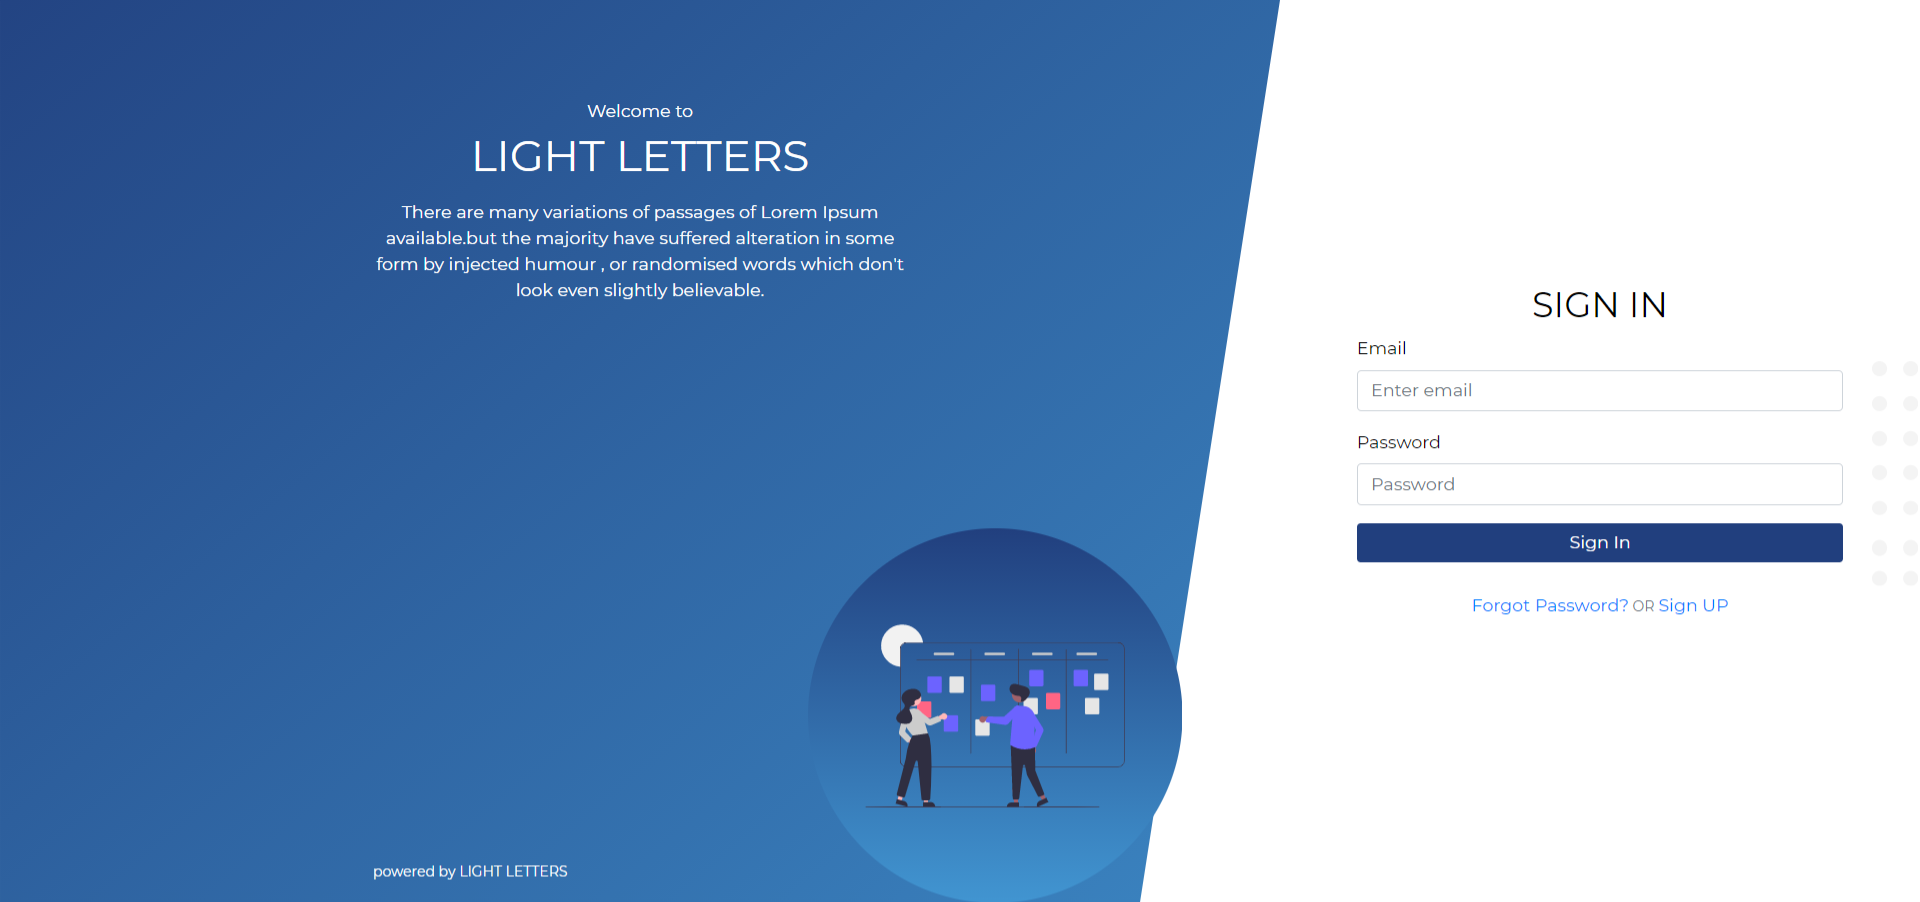 Welcome to
LIGHT LETTERS
There are many variations of passages of Lorem Ipsum
available.but the majority have suffered alteration in some
form by injected humour , or randomised words which don't
look even slightly believable.
powered by LIGHT LETTERS
SIGN IN
Email
Enter email
Password
Password
Sign In
Forgot Password? OR Sign UP